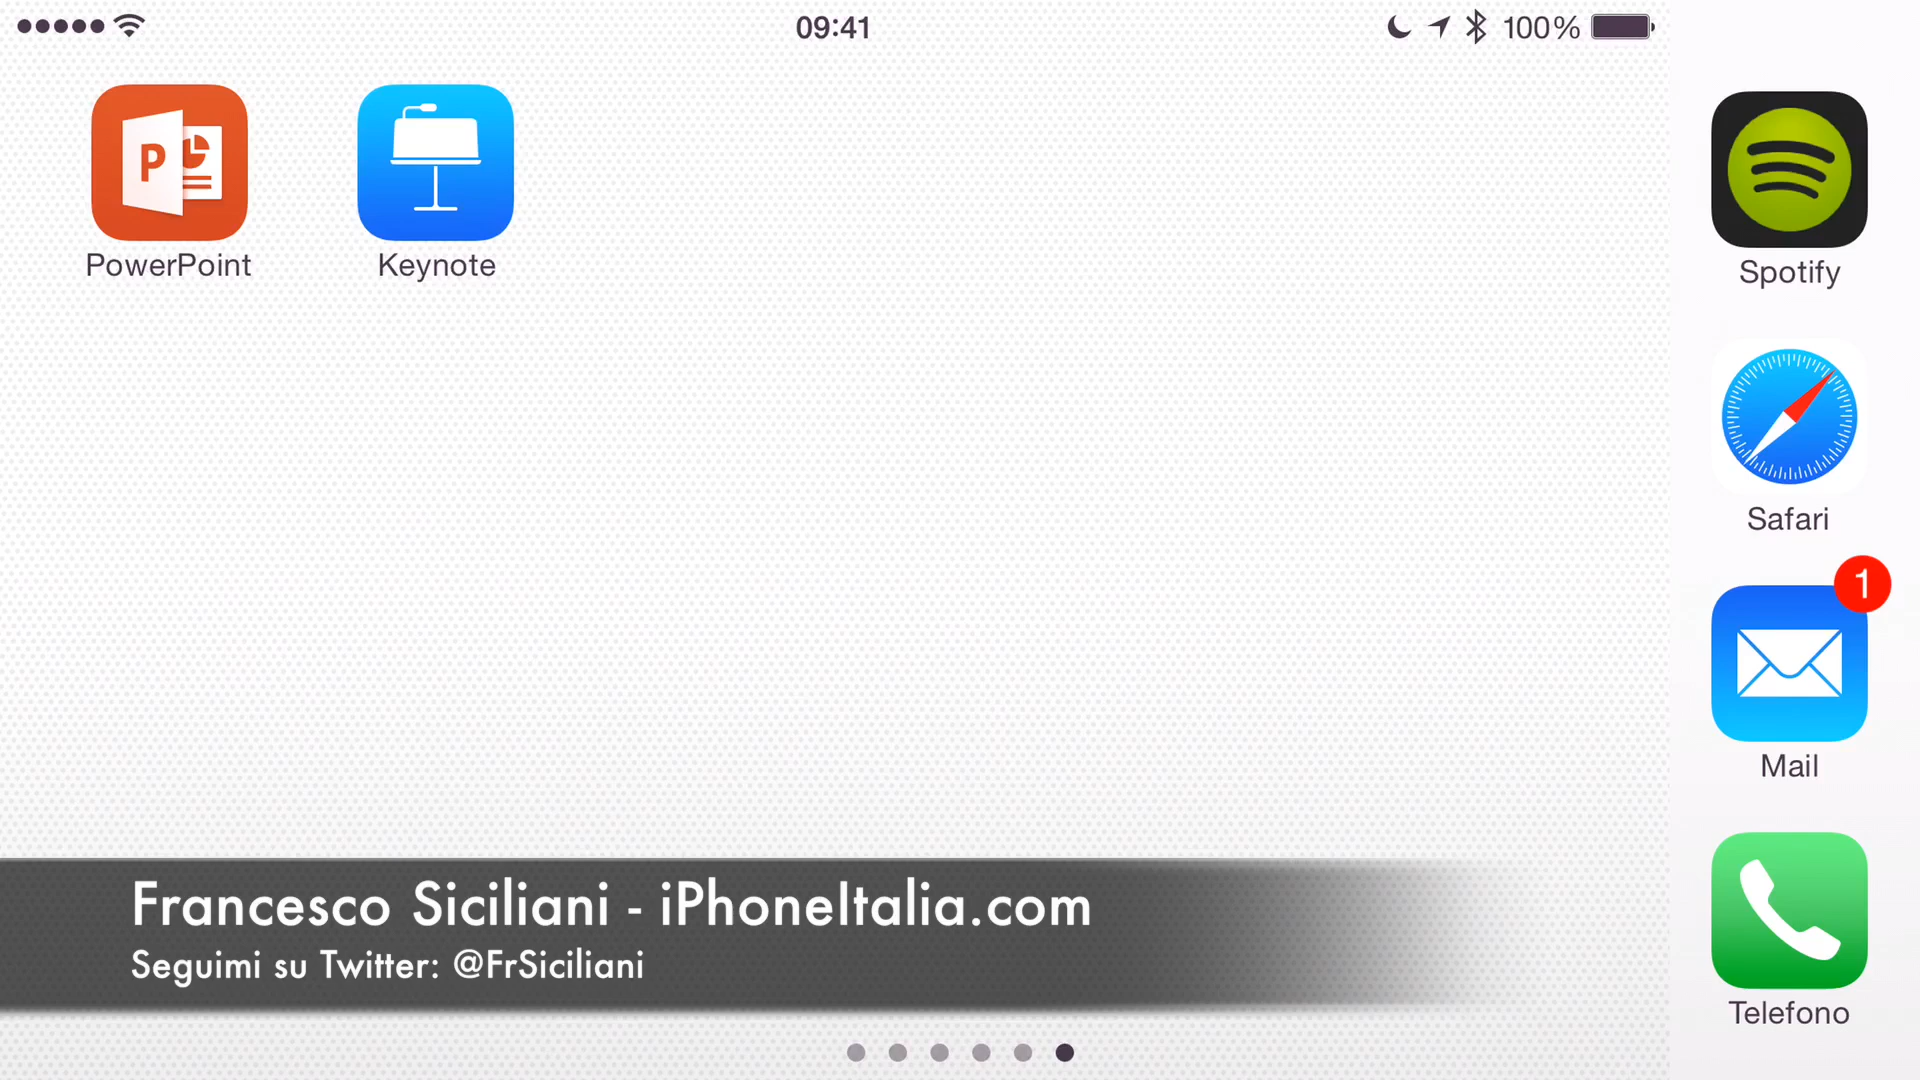 09:41
100%
P
PowerPoint
Keynote
Spotify
Safari
1
Mail
Telefono
Francesco Siciliani - iPhoneItalia.com
Seguimi su Twitter: @FrSiciliani